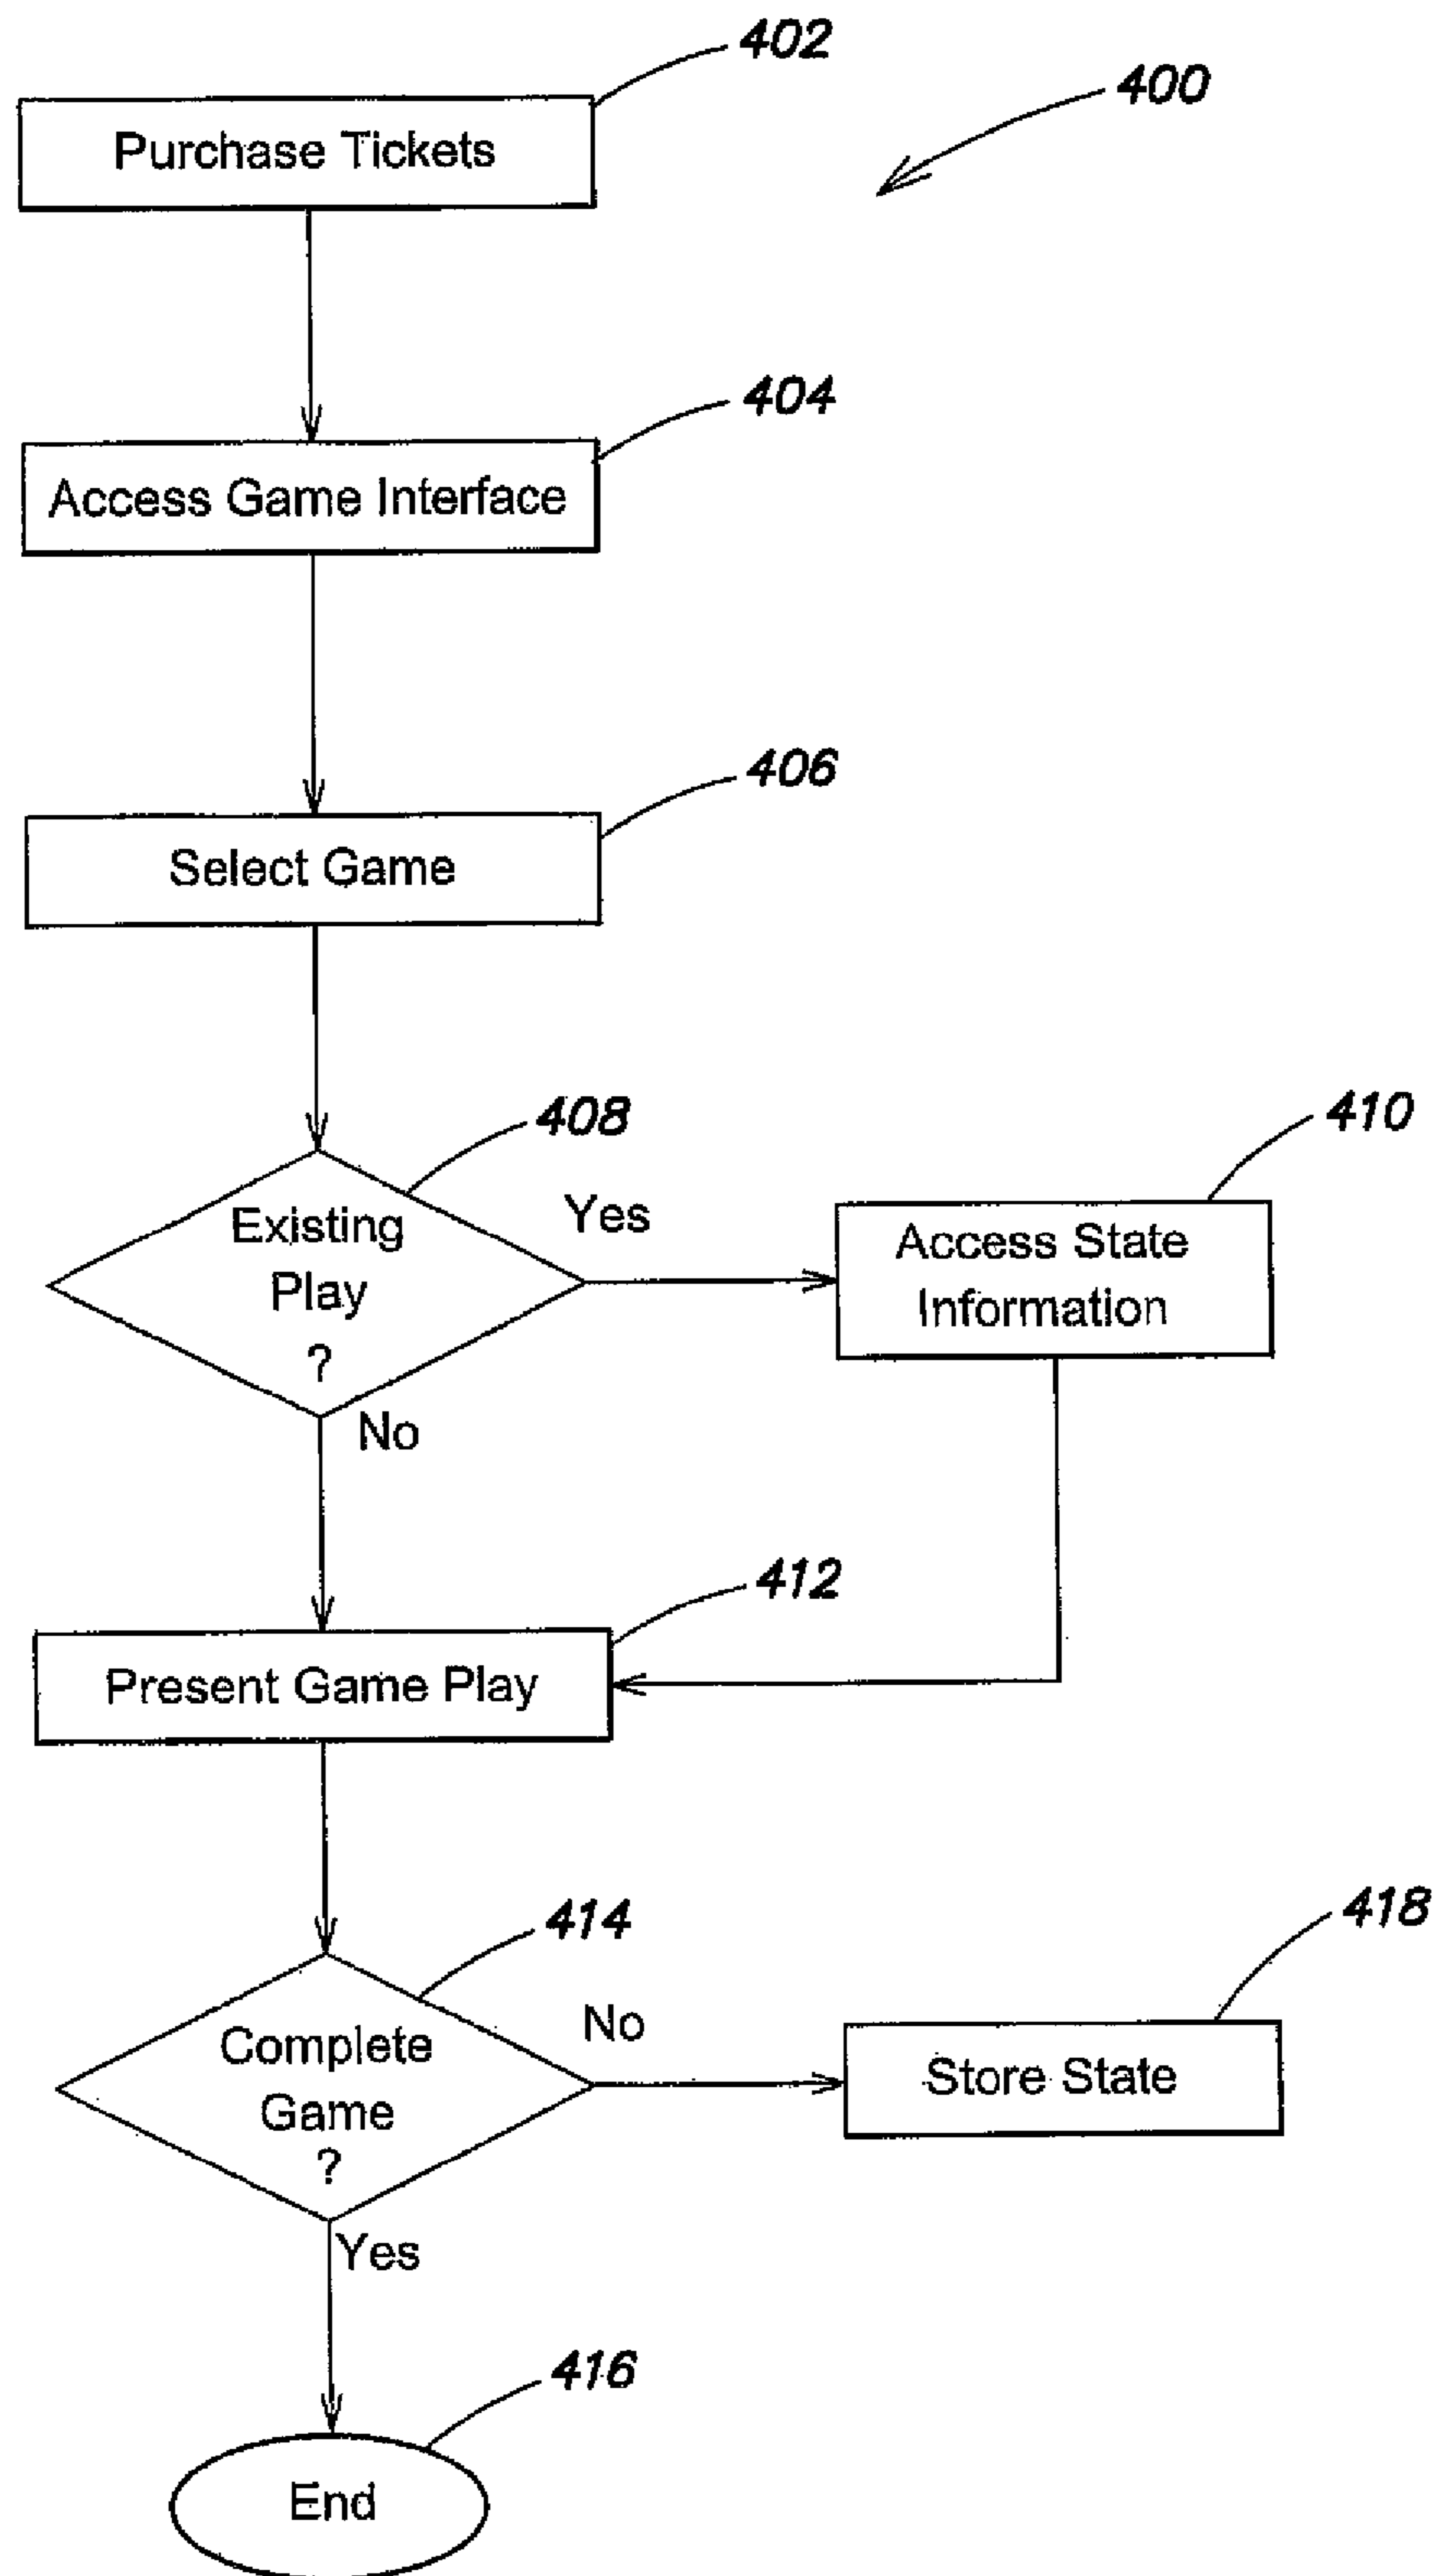 402
400
Purchase Tickets
404
Access Game Interface
406
Select Game
408
410
Existing
Play
?
Yes
Access State
Information
No
412
Present Game Play
414
418
Complete
Game
?
No
Store State
Yes
416
End